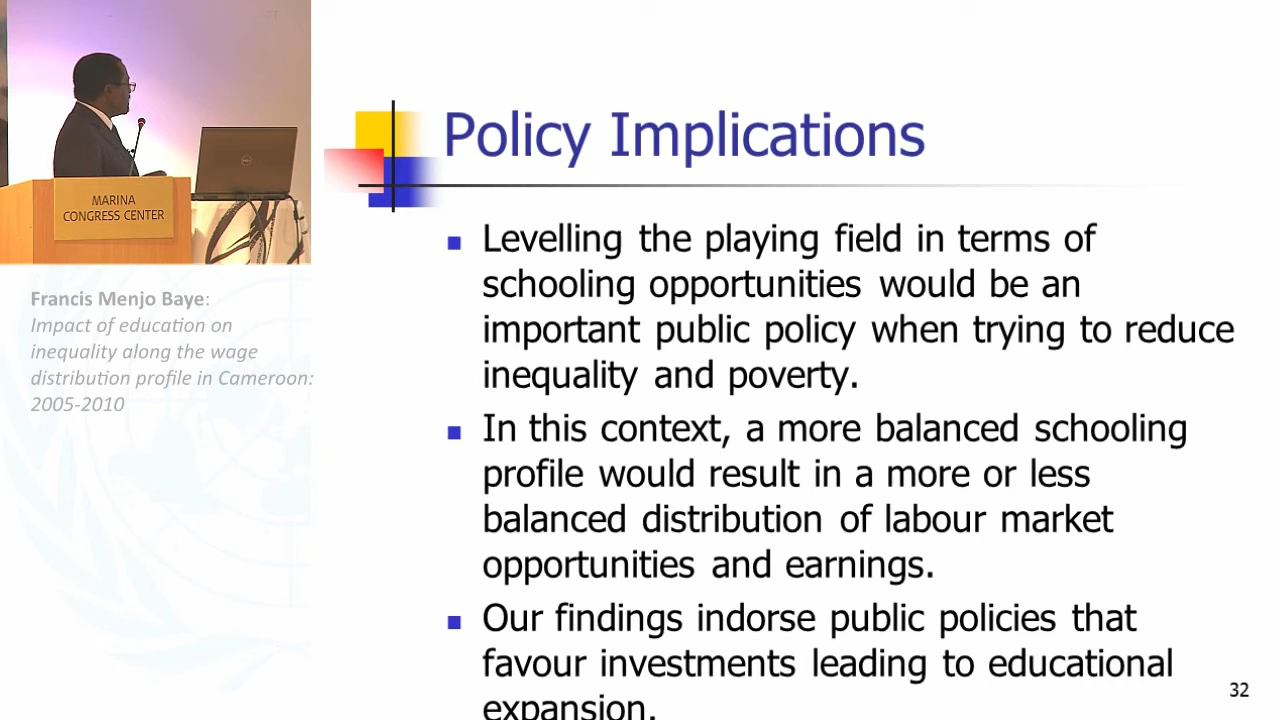 MARINA
CONGRESS CENTER
Francis Menjo Baye:
Impact of education on
inequality along the wage
distribution profile in Cameroon:
2005-2010
Policy Implications
Levelling the playing field in terms of
schooling opportunities would be an
important public policy when trying to reduce
inequality and poverty.
In this context, a more balanced schooling
profile would result in a more or less
balanced distribution of labour market
opportunities and earnings.
Our findings indorse public policies that
favour investments leading to educational
expansion.
32